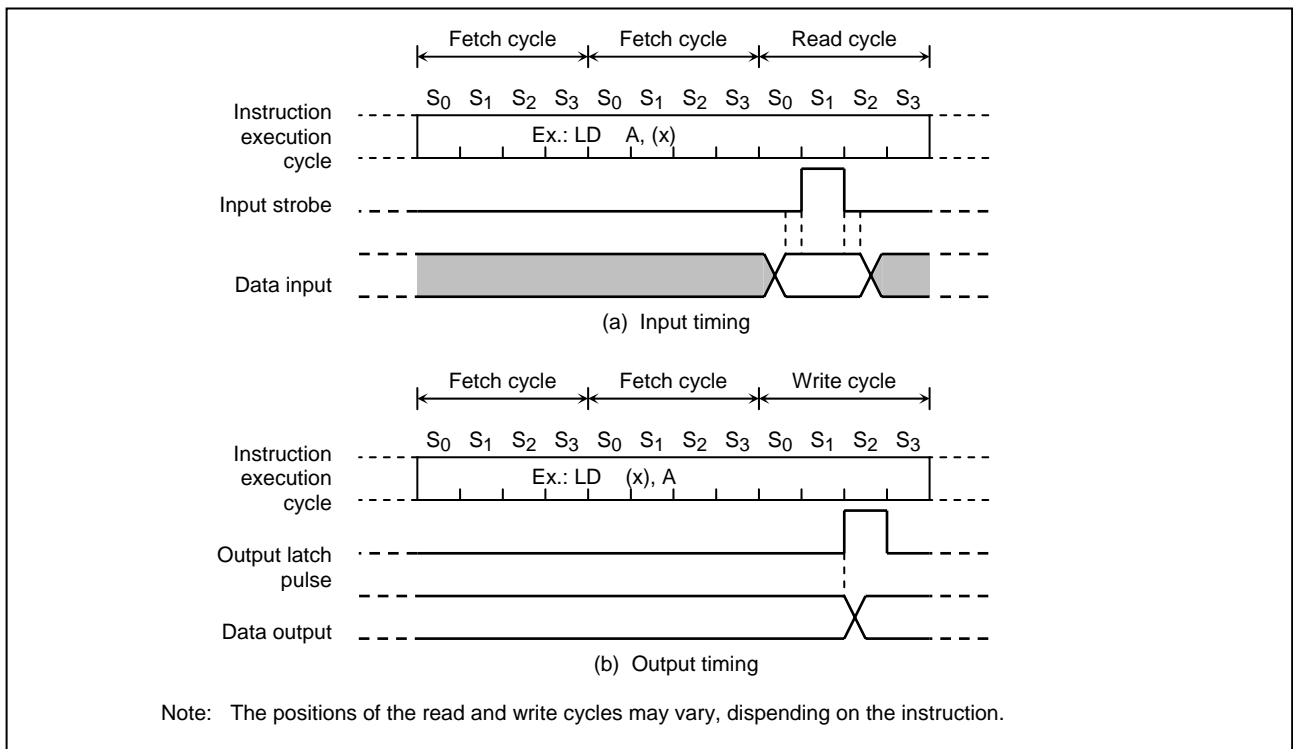 Fetch cycle Fetch cycle Read cycle
S0 S1 S2 S3 S0 S1 S2 S3 S0 S1 S2 S3
Instruction
execution
cycle
Ex.: LD A, (x)
Input strobe
Data input
(a) Input timing
Fetch cycle Fetch cycle Write cycle
S0 S1 S2 S3 S0 S1 S2 S3 S0 S1 S2 S3
Instruction
execution
cycle
Ex.: LD (x), A
Output latch
pulse
Data output
(b) Output timing
Note: The positions of the read and write cycles may vary, dispending on the instruction.